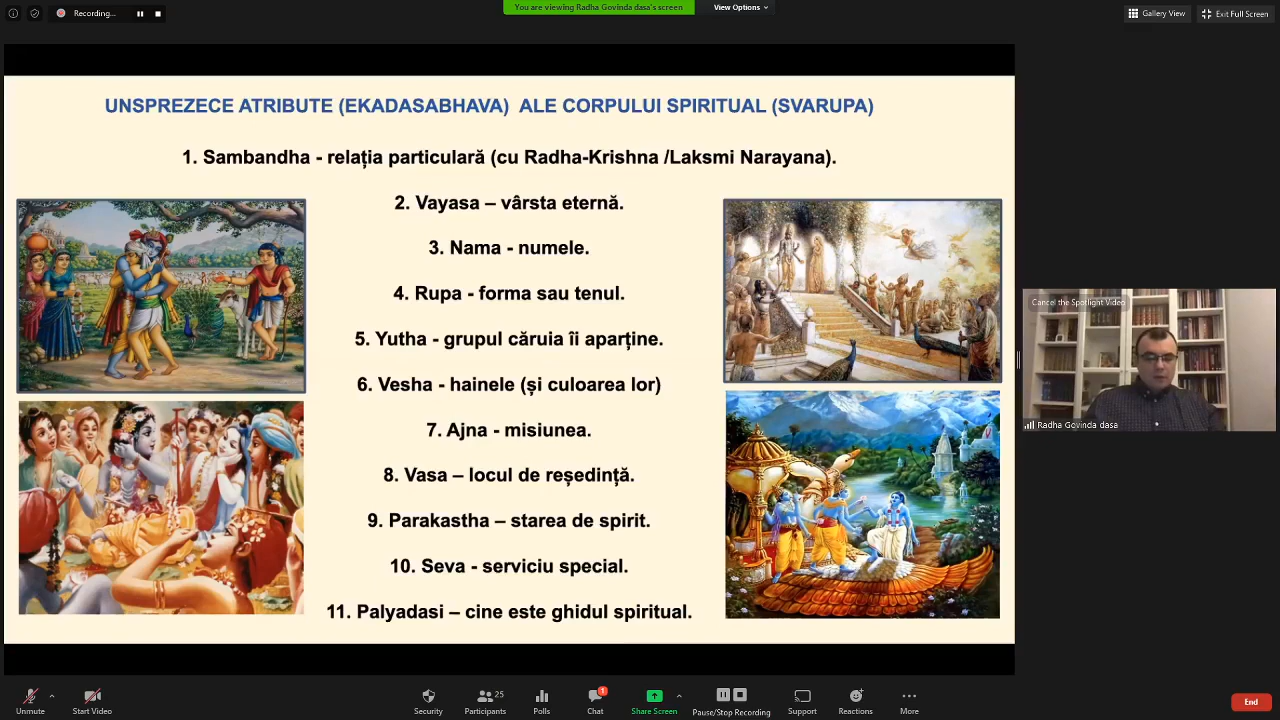 Recording...
You are viewing Radha Govinda dasa's screen
View Options
Gallery View
Exit Full Screen
UNSPREZECE ATRIBUTE (EKADASABHAVA) ALE CORPULUI SPIRITUAL (SVARUPA)
1. Sambandha - relația particulară (cu Radha-Krishna /Laksmi Narayana).
2. Vayasa – vârsta eternă.
3. Nama - numele.
4. Rupa - forma sau tenul.
5. Yutha - grupul căruia îi aparține.
6. Vesha - hainele (și culoarea lor)
7. Ajna - misiunea.
8. Vasa – locul de reședință.
9. Parakastha – starea de spirit.
10. Seva - serviciu special.
11. Palyadasi – cine este ghidul spiritual.
Cancel the Spotlight Video
Radha Govinda dasa
Unmute
Start Video
Security
Participants
25
Polls
Chat
1
Share Screen
Pause/Stop Recording
Support
Reactions
More
End